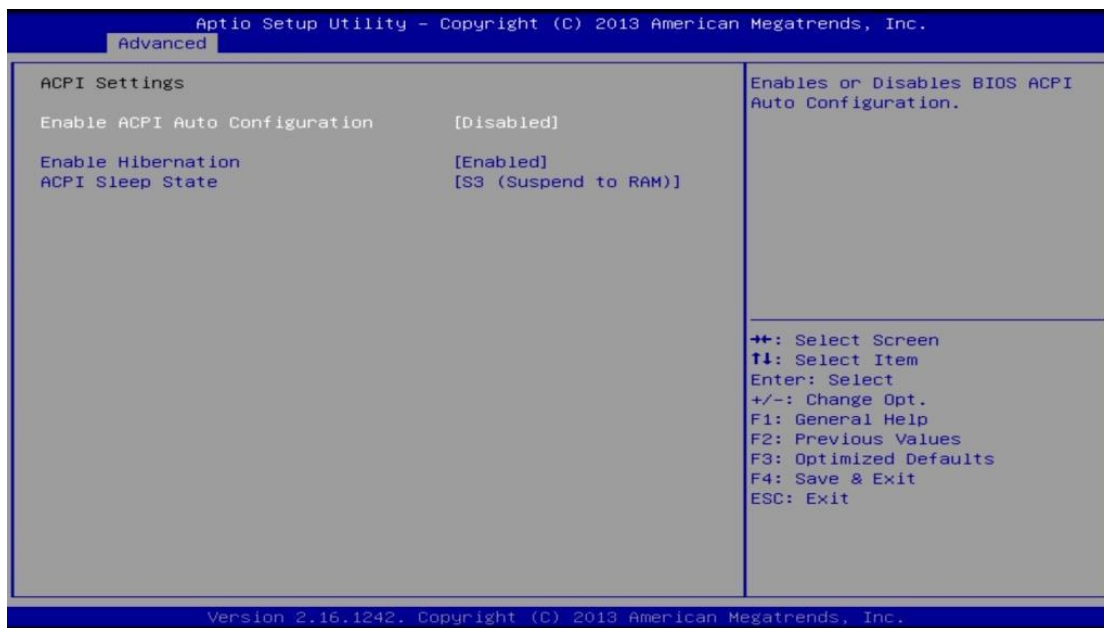 Aptio Setup Utility – Copyright (C) 2013 American Megatrends, Inc.
Advanced
ACPI Settings
Enable ACPI Auto Configuration [Disabled]
Enable Hibernation [Enabled]
ACPI Sleep State [S3 (Suspend to RAM)]
Enables or Disables BIOS ACPI
Auto Configuration.
→←: Select Screen
↑↓: Select Item
Enter: Select
+/-: Change Opt.
F1: General Help
F2: Previous Values
F3: Optimized Defaults
F4: Save & Exit
ESC: Exit
Version 2.16.1242. Copyright (C) 2013 American Megatrends, Inc.